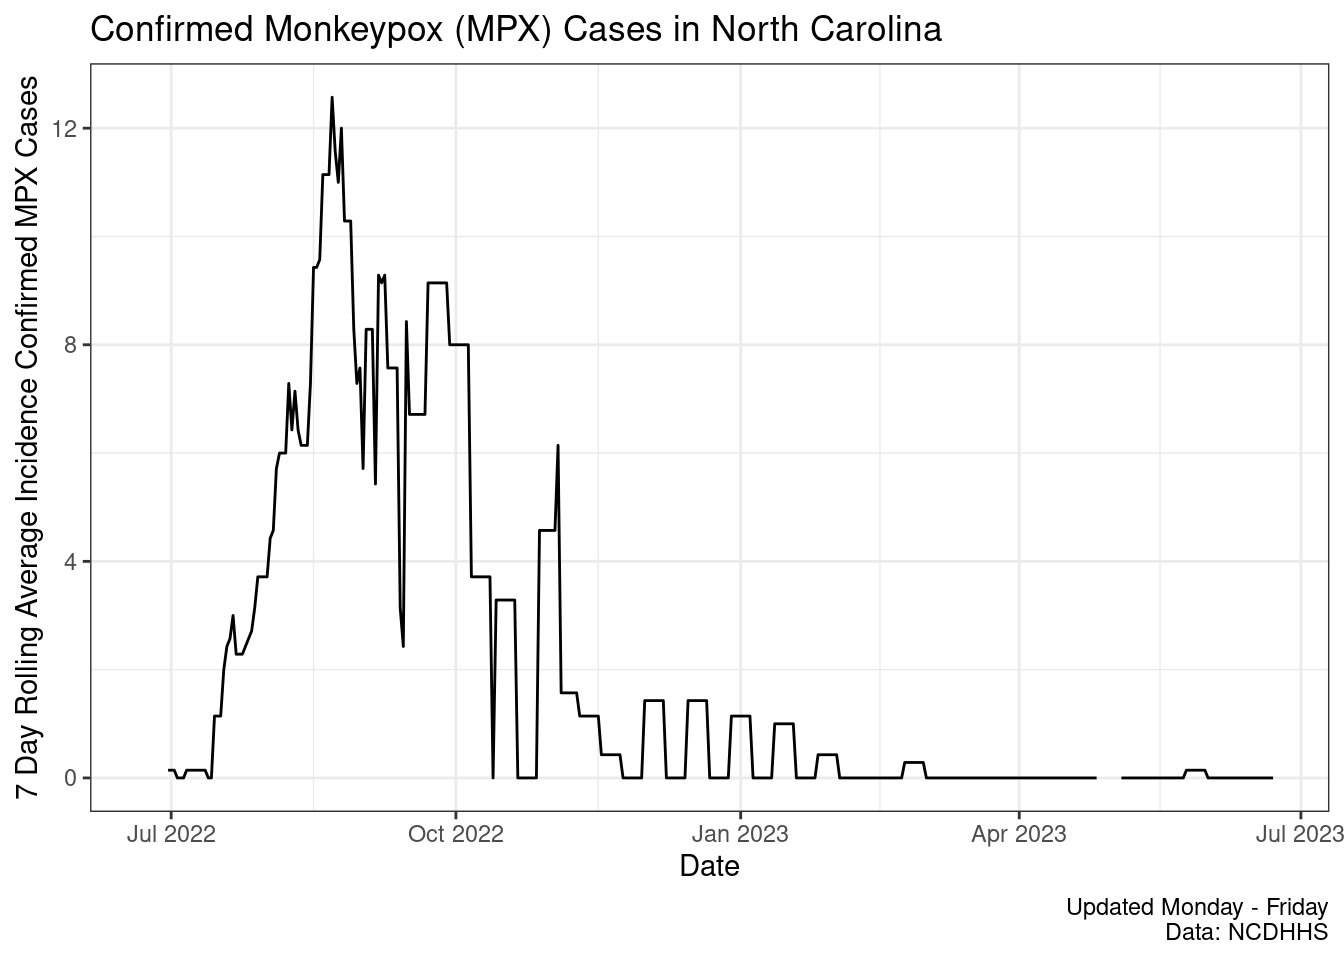 Confirmed Monkeypox (MPX) Cases in North Carolina
7 Day Rolling Average Incidence Confirmed MPX Cases
12
8
4
0
Jul 2022 Oct 2022 Jan 2023 Apr 2023 Jul 2023
Date
Updated Monday - Friday
Data: NCDHHS